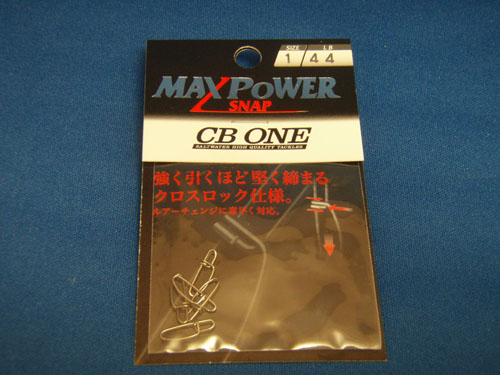 SIZE LB
1 44
MAXPOWER
SNAP
CB ONE
SALTWATER HIGH QUALITY TACKLES
強く引くほど堅く締まる
クロスロック仕様。
ルアーチェンジに素早く対応。